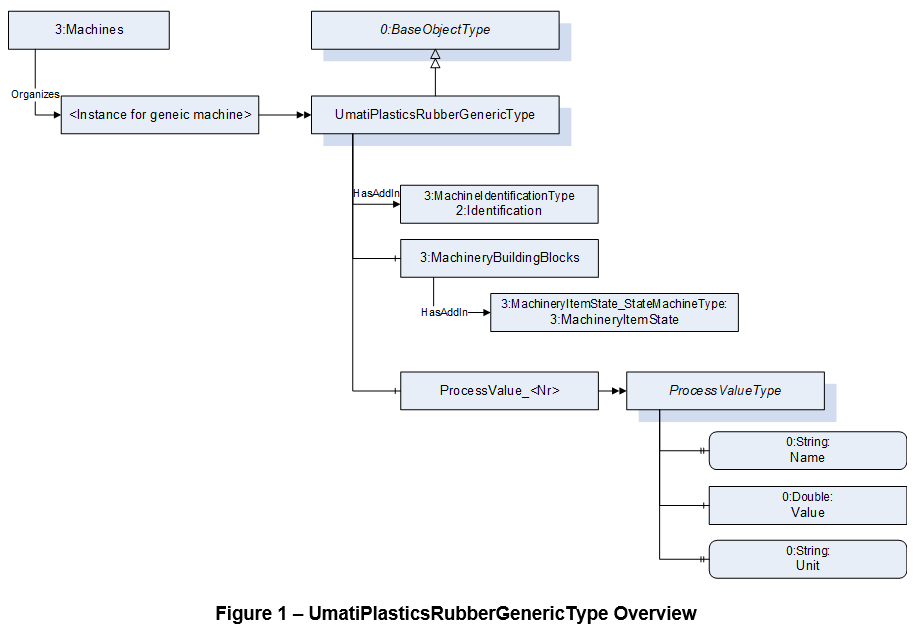 3:Machines
0:BaseObjectType
Organizes
<Instance for geneic machine>
UmatiPlasticsRubberGenericType
HasAddIn
3:MachineIdentificationType
2:Identification
3:MachineryBuildingBlocks
HasAddIn
3:MachineryItemState_StateMachineType:
3:MachineryItemState
ProcessValue_<Nr>
ProcessValueType
0:String:
Name
0:Double:
Value
0:String:
Unit
Figure 1 – UmatiPlasticsRubberGenericType Overview